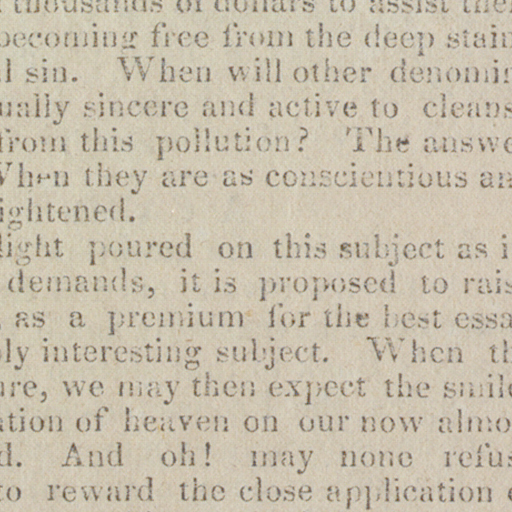 thousands of dollars to assist the
becoming free from the deep stain
l sin. When will other denomin
ually sincere and active to cleans
from this pollution? The answe
When they are as conscientious an
ightened.
light poured on this subject as i
demands, it is proposed to rais
as a premium for the best essa
ly interesting subject. When th
ure, we may then expect the smile
ation of heaven on our now almo
d. And oh! may none refus
to reward the close application